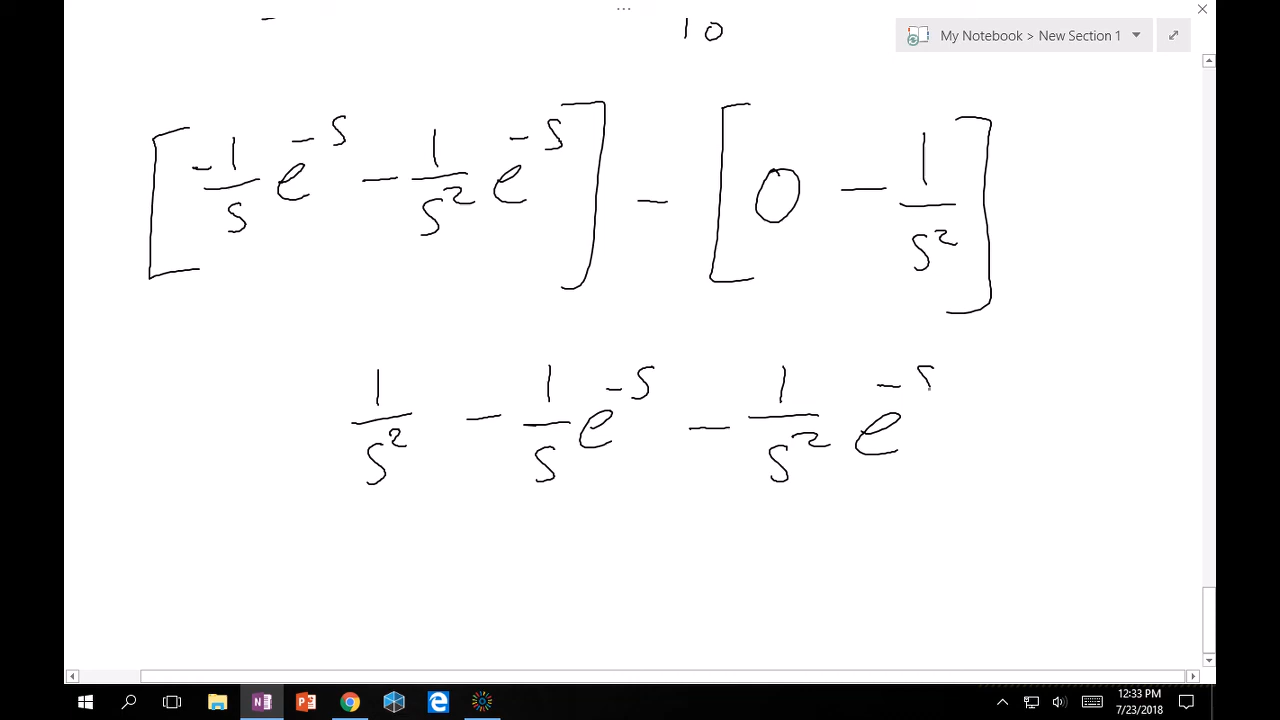 - 10
My Notebook > New Section 1
[-1/s e^-s - 1/s² e^-s] - [0 - 1/s²]
1/s² - 1/s e^-s - 1/s² e^-s
12:33 PM
7/23/2018